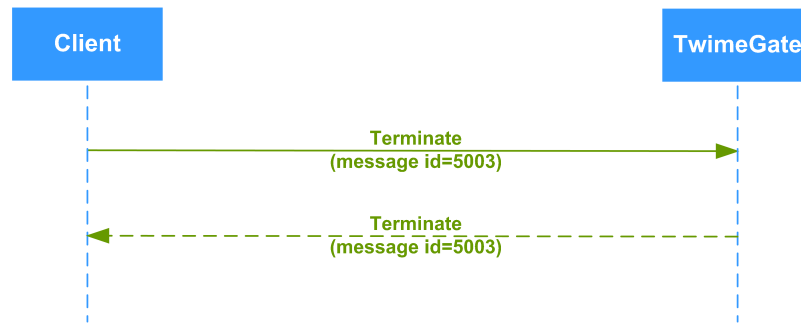 Client
TwimeGate
Terminate
(message id=5003)
Terminate
(message id=5003)